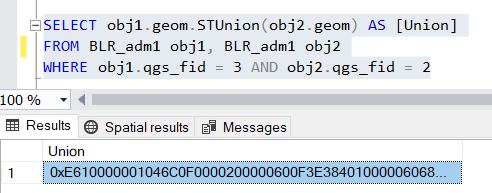 SELECT obj1.geom.STUnion(obj2.geom) AS [Union]
FROM BLR_adm1 obj1, BLR_adm1 obj2
WHERE obj1.qgs_fid = 3 AND obj2.qgs_fid = 2
100 %
Results Spatial results Messages
Union
1 0xE610000001046C0F0000200000600F3E38401000006068...